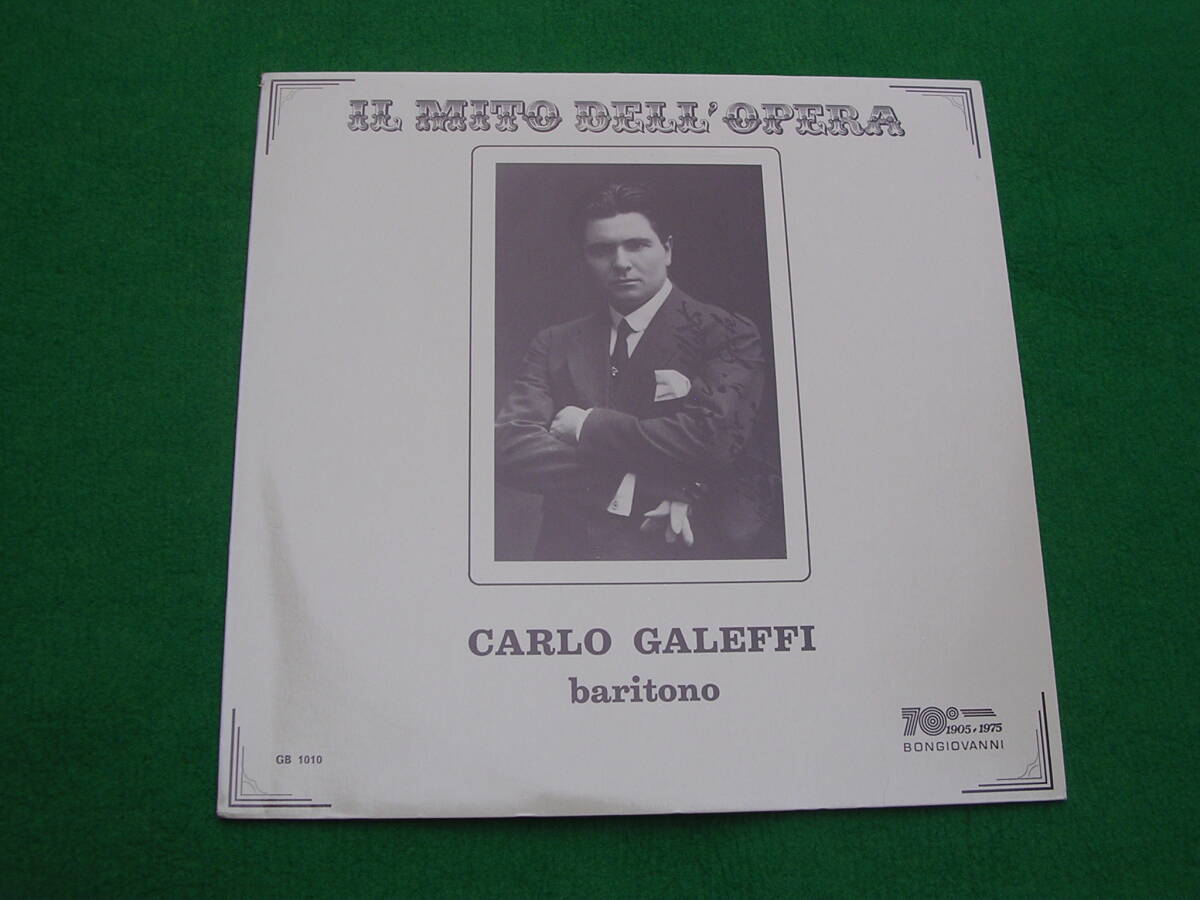 IL MITO DELL'OPERA
CARLO GALEFFI
baritono
GB 1010
70°
1905 • 1975
BONGIOVANNI